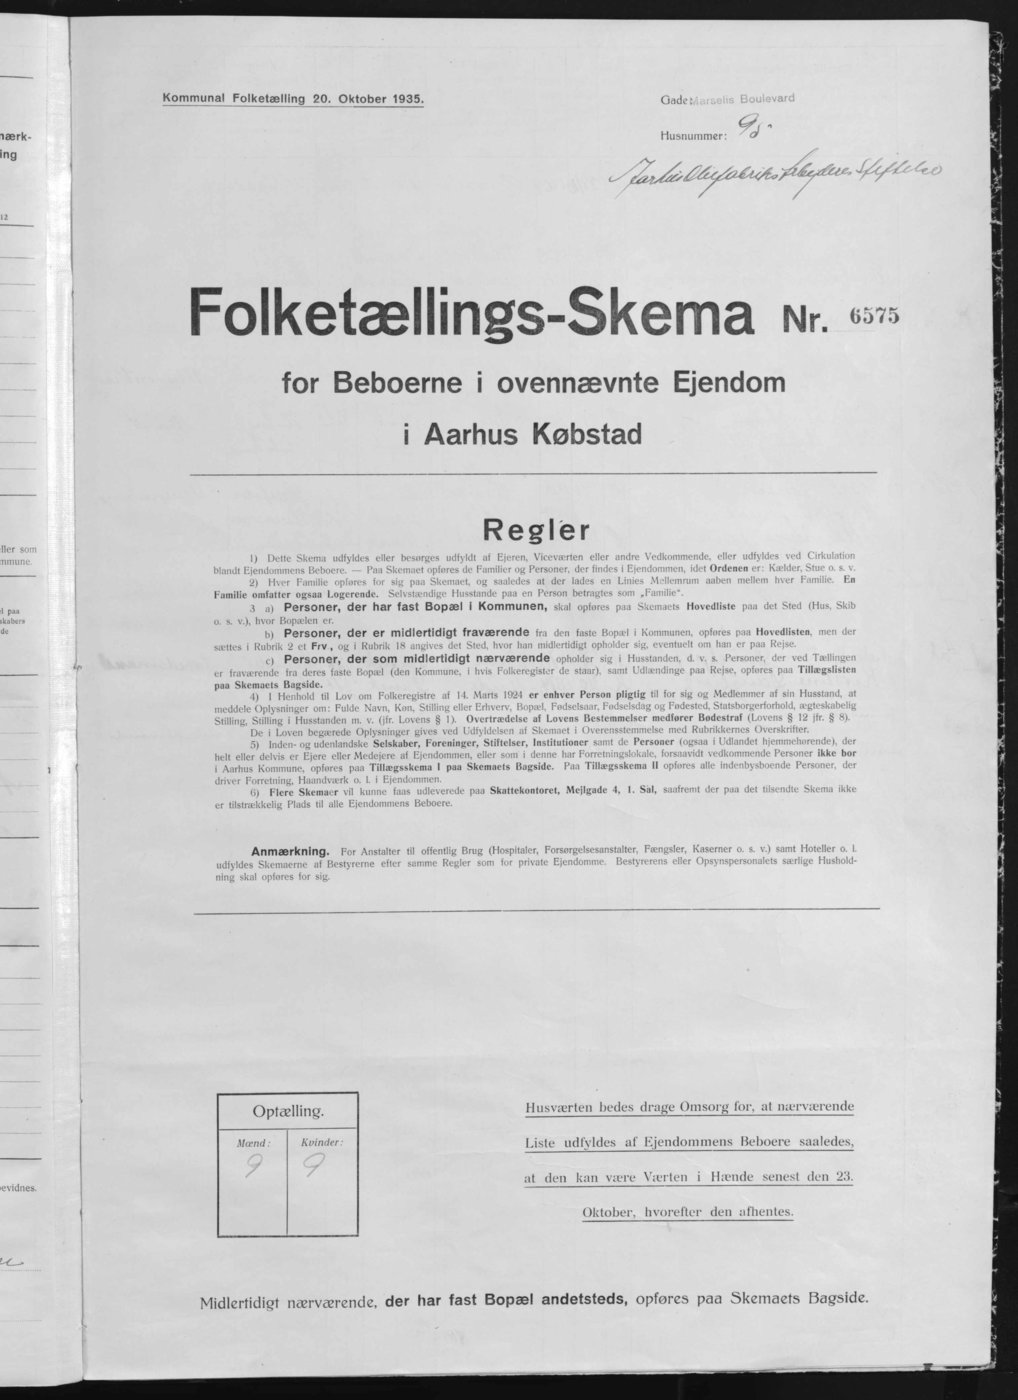 Kommunal Folketælling 20. Oktober 1935.
Gade: Marselis Boulevard
Husnummer: 95
Aarhus Oliefabriks Arbejderes Stiftelse
Folketællings-Skema Nr. 6575
for Beboerne i ovennævnte Ejendom
i Aarhus Købstad
Regler
1) Dette Skema udfyldes eller besørges udfyldt af Ejeren, Viceværten eller andre Vedkommende, eller udfyldes ved Cirkulation
blandt Ejendommens Beboere. — Paa Skemaet opføres de Familier og Personer, der findes i Ejendommen, idet Ordenen er: Kælder, Stue o. s. v.
2) Hver Familie opføres for sig paa Skemaet, og saaledes at der lades en Linies Mellemrum aaben mellem hver Familie. En
Familie omfatter ogsaa Logerende. Selvstændige Husstande paa en Person betragtes som „Familie“.
3 a) Personer, der har fast Bopæl i Kommunen, skal opføres paa Skemaets Hovedliste paa det Sted (Hus, Skib
o. s. v.), hvor Bopælen er.
b) Personer, der er midlertidigt fraværende fra den faste Bopæl i Kommunen, opføres paa Hovedlisten, men der
sættes i Rubrik 2 et Frv., og i Rubrik 18 angives det Sted, hvor han midlertidigt opholder sig, eventuelt om han er paa Rejse.
c) Personer, der som midlertidigt nærværende opholder sig i Husstanden, d. v. s. Personer, der ved Tællingen
er fraværende fra deres faste Bopæl (den Kommune, i hvis Folkeregister de staar), samt Udlændinge paa Rejse, opføres paa Tillægslisten
paa Skemaets Bagside.
4) I Henhold til Lov om Folkeregistre af 14. Marts 1924 er enhver Person pligtig til for sig og Medlemmer af sin Husstand, at
meddele Oplysninger om: Fulde Navn, Køn, Stilling eller Erhverv, Bopæl, Fødselsaar, Fødselsdag og Fødested, Statsborgerforhold, ægteskabelig
Stilling, Stilling i Husstanden m. v. (jfr. Lovens § 1). Overtrædelse af Lovens Bestemmelser medfører Bødestraf (Lovens § 12 jfr. § 8).
De i Loven begærede Oplysninger gives ved Udfyldelsen af Skemaet i Overensstemmelse med Rubrikkernes Overskrifter.
5) Inden- og udenlandske Selskaber, Foreninger, Stiftelser, Institutioner samt de Personer (ogsaa i Udlandet hjemmehørende), der
helt eller delvis er Ejere eller Medejere af Ejendommen, eller som i denne har Forretningslokale, forsaavidt vedkommende Personer ikke bor
i Aarhus Kommune, opføres paa Tillægsskema I paa Skemaets Bagside. Paa Tillægsskema II opføres alle indenbysboende Personer, der
driver Forretning, Haandværk o. l. i Ejendommen.
6) Flere Skemaer vil kunne faas udleverede paa Skattekontoret, Mejlgade 4, 1. Sal, saafremt der paa det tilsendte Skema ikke
er tilstrækkelig Plads til alle Ejendommens Beboere.
Anmærkning. For Anstalter til offentlig Brug (Hospitaler, Forsørgelsesanstalter, Fængsler, Kaserner o. s. v.) samt Hoteller o. l.
udfyldes Skemaerne af Bestyrerne efter samme Regler som for private Ejendomme. Bestyrerens eller Opsynspersonalets særlige Hushold-
ning skal opføres for sig.
Optælling.
Mænd: Kvinder:
9 9
Husværten bedes drage Omsorg for, at nærværende
Liste udfyldes af Ejendommens Beboere saaledes,
at den kan være Værten i Hænde senest den 23.
Oktober, hvorefter den afhentes.
Midlertidigt nærværende, der har fast Bopæl andetsteds, opføres paa Skemaets Bagside.